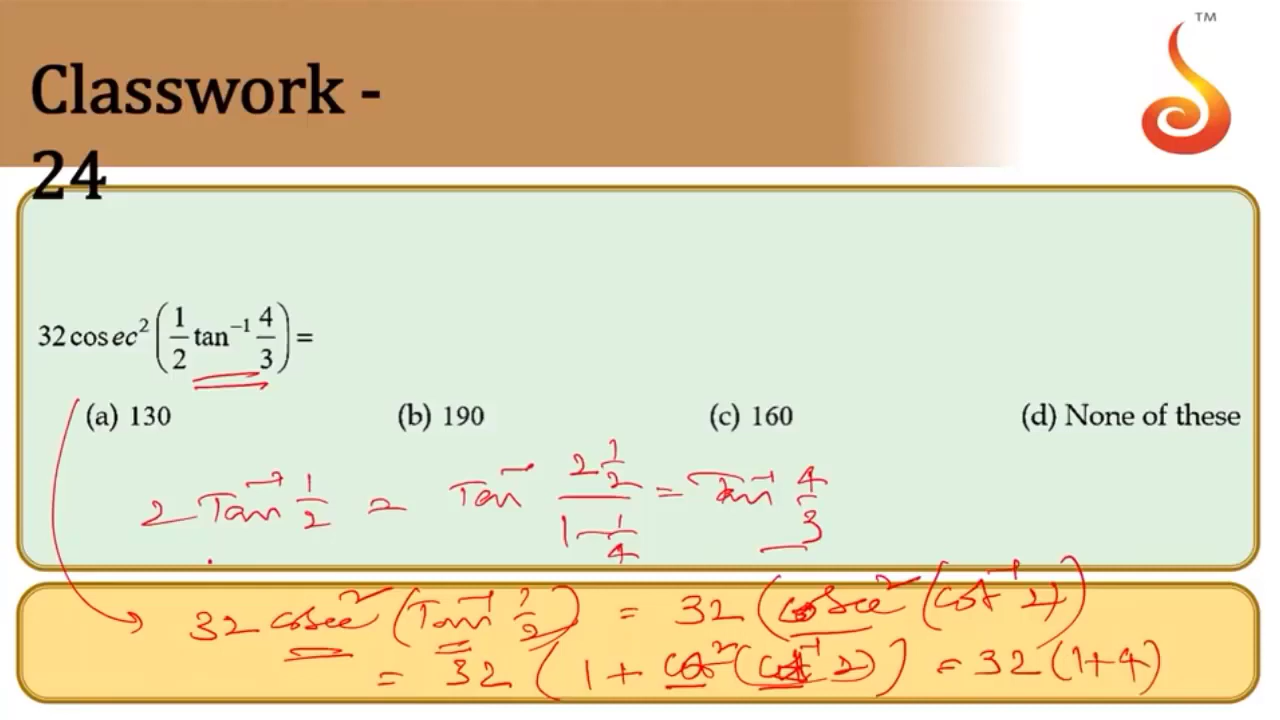 TM
Classwork -
24
32 cosec² (1/2 tan⁻¹ 4/3) =
(a) 130 (b) 190 (c) 160 (d) None of these
2 Tan⁻¹ 1/2 = Tan⁻¹ (2 1/2)/(1 - 1/4) = Tan⁻¹ 4/3
32 cosec² (Tan⁻¹ 1/2) = 32 (cosec² (cot⁻¹ 2)
= 32 (1 + cot² (cot⁻¹ 2)) = 32 (1+4)